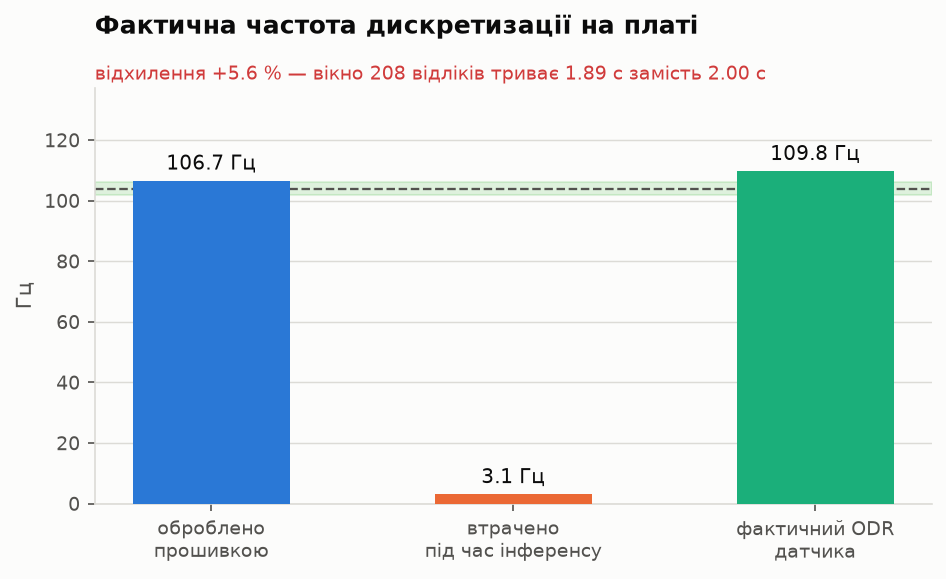 Фактична частота дискретизації на платі
відхилення +5.6 % — вікно 208 відліків триває 1.89 с замість 2.00 с
Гц
120
100
80
60
40
20
0
106.7 Гц
3.1 Гц
109.8 Гц
оброблено
прошивкою
втрачено
під час інференсу
фактичний ODR
датчика